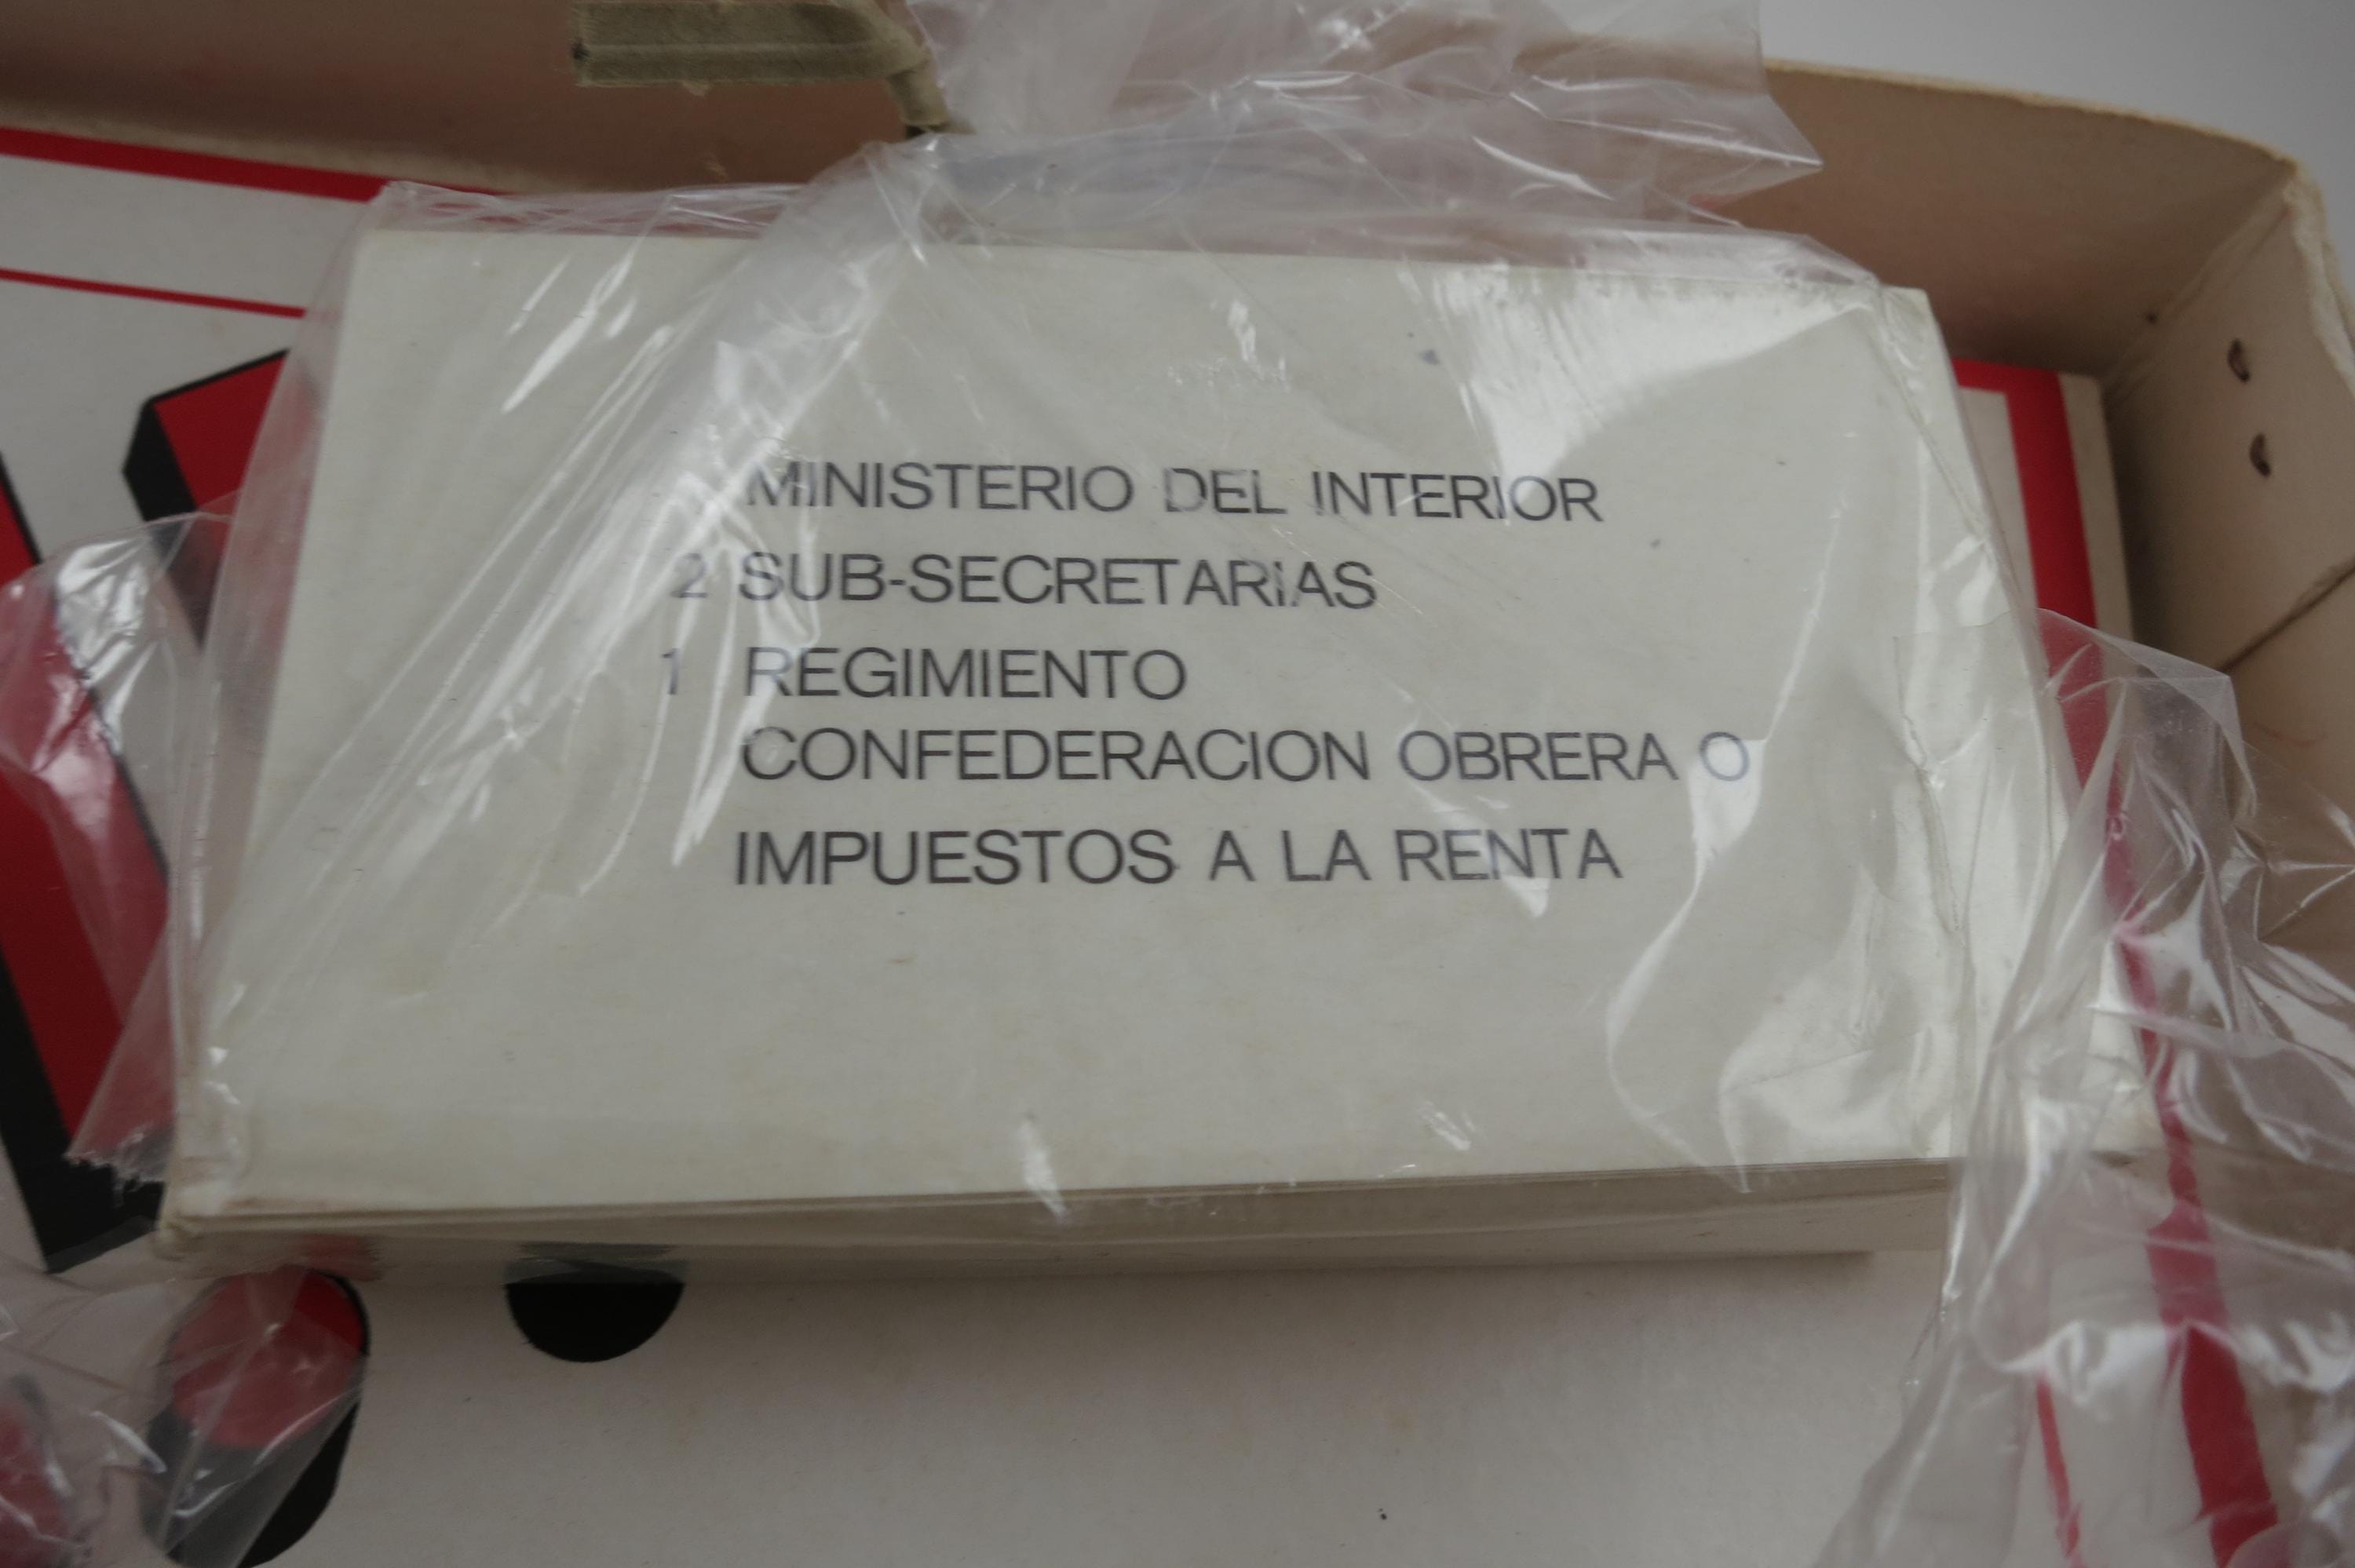 MINISTERIO DEL INTERIOR
2 SUB-SECRETARIAS
1 REGIMIENTO
CONFEDERACION OBRERA O
IMPUESTOS A LA RENTA